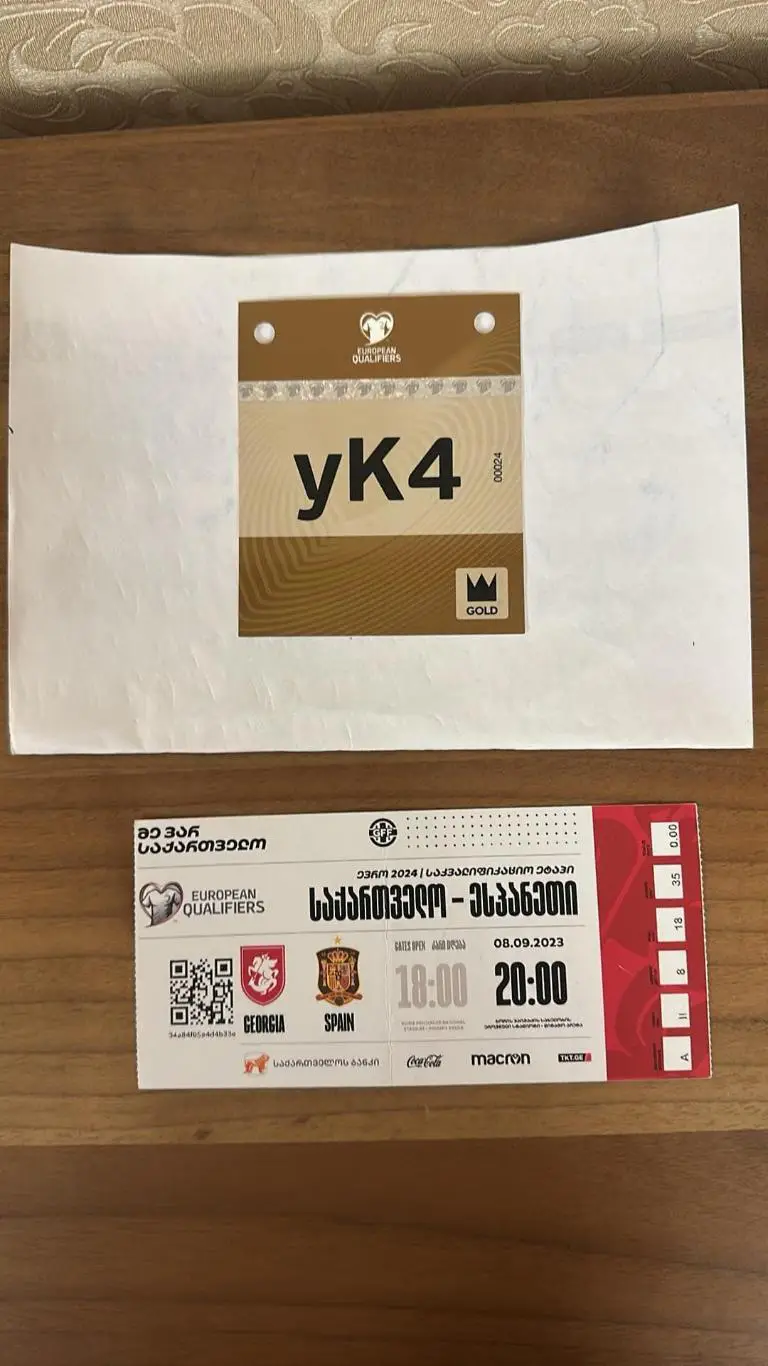 EUROPEAN
QUALIFIERS
yK4
00024
GOLD
ᲛᲔ ᲕᲐᲠ
ᲡᲐᲥᲐᲠᲗᲕᲔᲚᲝ
GFF
ᲔᲕᲠᲝ 2024 | ᲡᲐᲙᲕᲐᲚᲘᲤᲘᲙᲐᲪᲘᲝ ᲔᲢᲐᲞᲘ
EUROPEAN
QUALIFIERS
ᲡᲐᲥᲐᲠᲗᲕᲔᲚᲝ - ᲔᲡᲞᲐᲜᲔᲗᲘ
GATES OPEN
08.09.2023
18:00
20:00
GEORGIA
SPAIN
ᲡᲐᲥᲐᲠᲗᲕᲔᲚᲝᲡ ᲑᲐᲜᲙᲘ
Coca-Cola
macron
TKT.GE
0.00
35
18
8
II
A